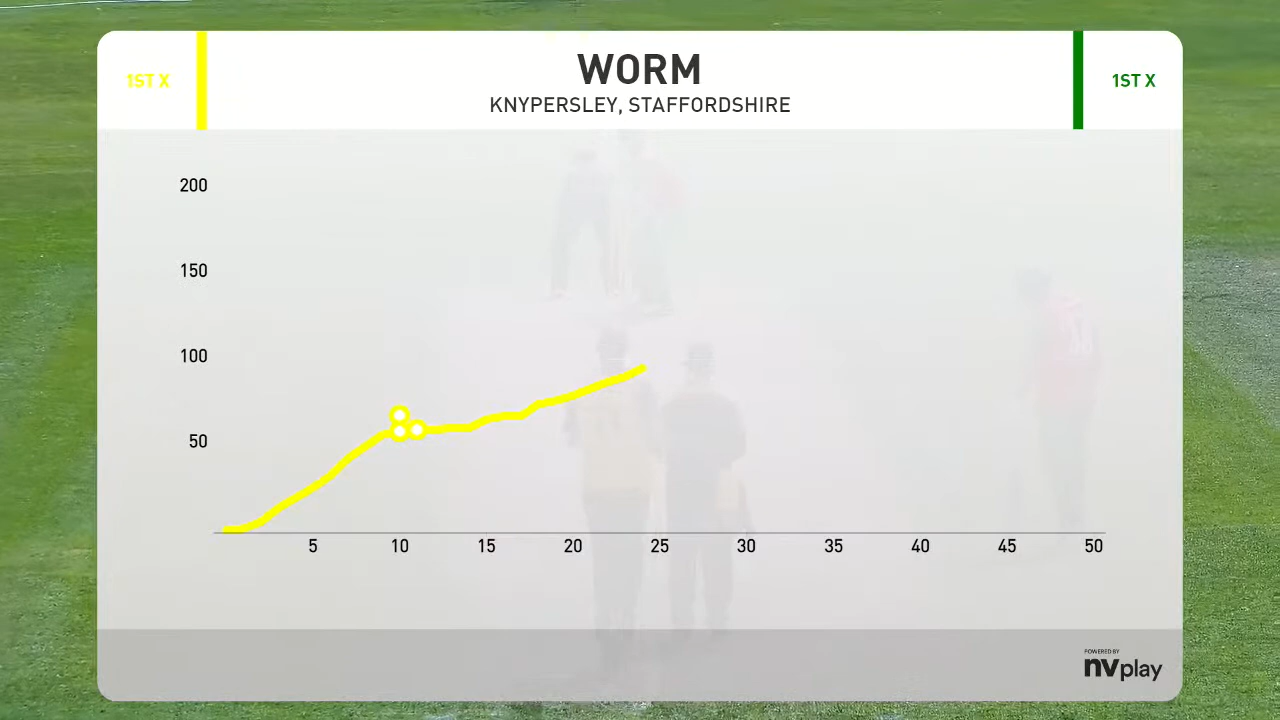 1ST X
WORM
KNYPERSLEY, STAFFORDSHIRE
1ST X
200
150
100
50
5 10 15 20 25 30 35 40 45 50
POWERED BY
nvplay